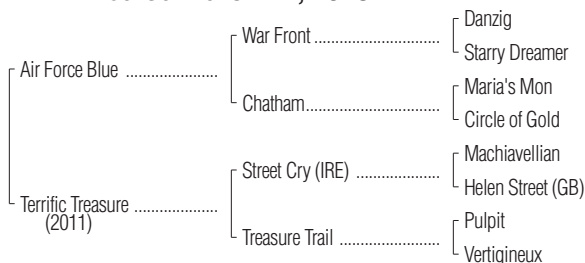 War Front
Danzig
Starry Dreamer
Air Force Blue
Chatham
Maria's Mon
Circle of Gold
Street Cry (IRE)
Machiavellian
Helen Street (GB)
Terrific Treasure
(2011)
Treasure Trail
Pulpit
Vertigineux